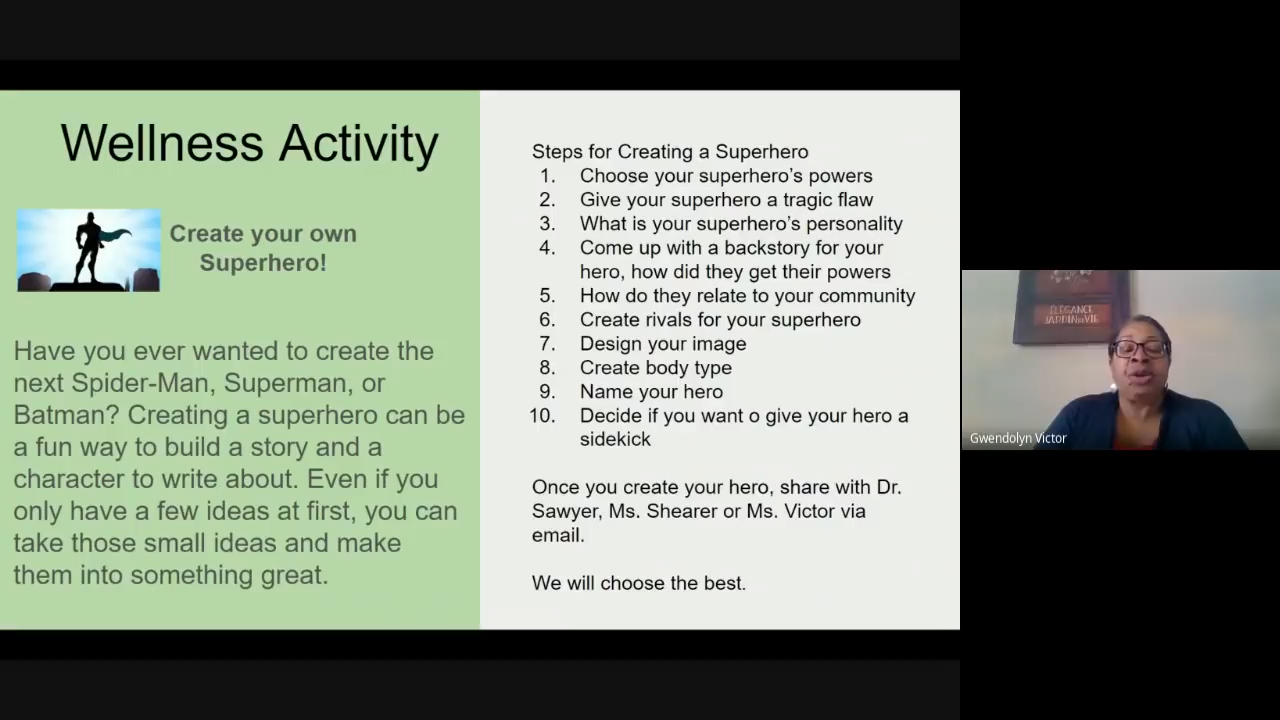 Wellness Activity
Create your own
Superhero!
Have you ever wanted to create the
next Spider-Man, Superman, or
Batman? Creating a superhero can be
a fun way to build a story and a
character to write about. Even if you
only have a few ideas at first, you can
take those small ideas and make
them into something great.
Steps for Creating a Superhero
1. Choose your superhero’s powers
2. Give your superhero a tragic flaw
3. What is your superhero’s personality
4. Come up with a backstory for your
hero, how did they get their powers
5. How do they relate to your community
6. Create rivals for your superhero
7. Design your image
8. Create body type
9. Name your hero
10. Decide if you want o give your hero a
sidekick
Once you create your hero, share with Dr.
Sawyer, Ms. Shearer or Ms. Victor via
email.
We will choose the best.
ELEGANCE
JARDIN DE VIE
Gwendolyn Victor